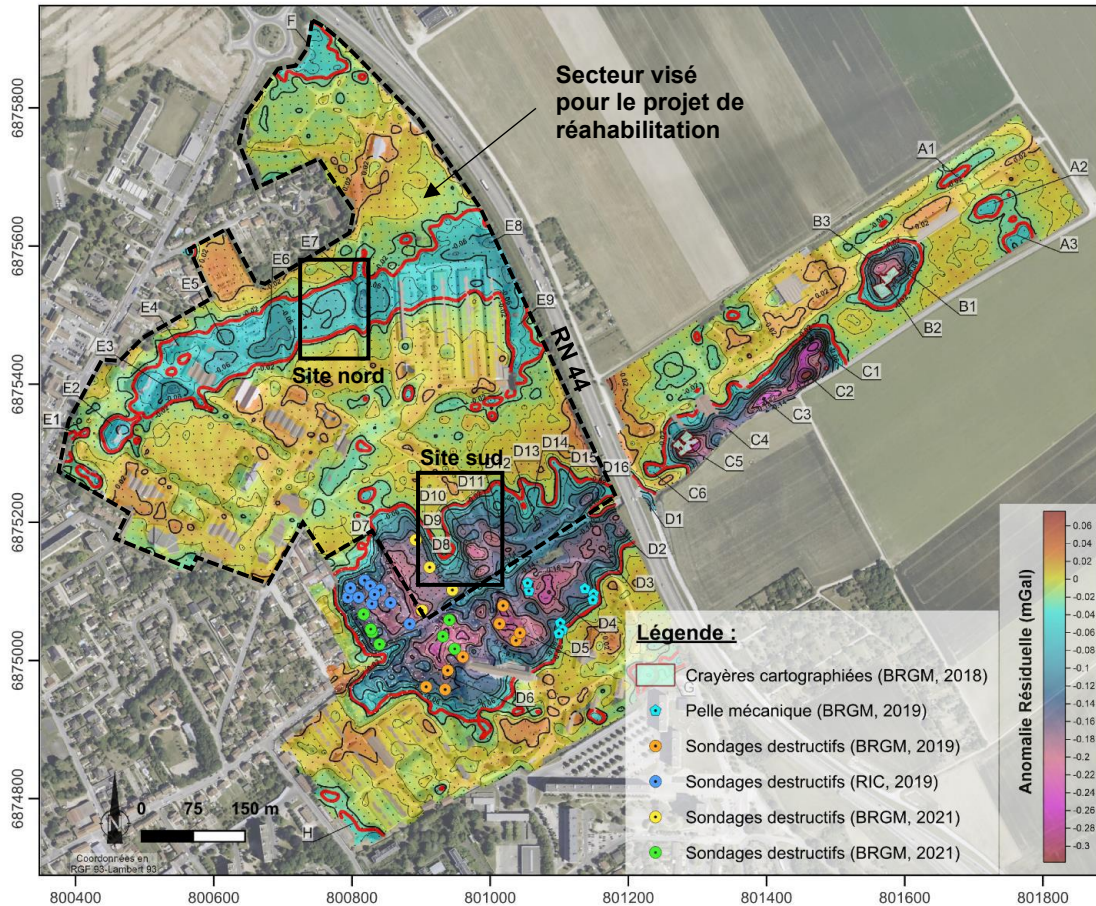 Secteur visé
pour le projet de
réahabilitation
Site nord
Site sud
RN 44
F
E1
E2
E3
E4
E5
E6
E7
E8
E9
A1
A2
A3
B3
B1
B2
C1
C2
C3
C4
C5
C6
D1
D2
D3
D4
D5
D6
D7
D8
D9
D10
D11
D12
D13
D14
D15
D16
G
H
6875800
6875600
6875400
6875200
6875000
6874800
800400
800600
800800
801000
801200
801400
801600
801800
0 75 150 m
Coordonnées en
RGF 93-Lambert 93
Légende :
Crayères cartographiées (BRGM, 2018)
Pelle mécanique (BRGM, 2019)
Sondages destructifs (BRGM, 2019)
Sondages destructifs (RIC, 2019)
Sondages destructifs (BRGM, 2021)
Sondages destructifs (BRGM, 2021)
Anomalie Résiduelle (mGal)
0.06
0.04
0.02
0
-0.02
-0.04
-0.06
-0.08
-0.1
-0.12
-0.14
-0.16
-0.18
-0.2
-0.22
-0.24
-0.26
-0.28
-0.3